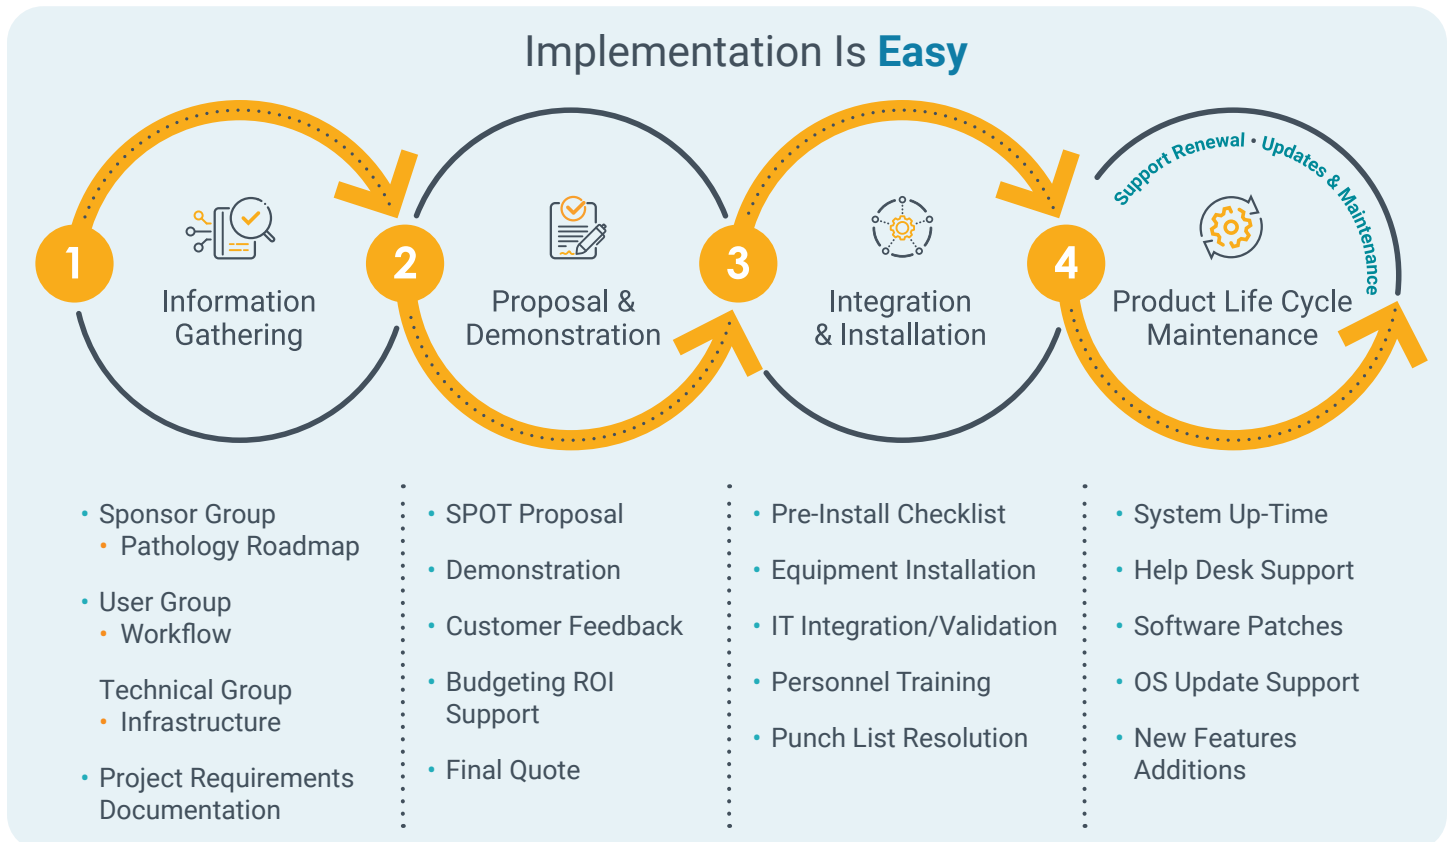 Implementation Is Easy
1
Information
Gathering
2
Proposal &
Demonstration
3
Integration
& Installation
4
Support Renewal • Updates & Maintenance
Product Life Cycle
Maintenance
• Sponsor Group
• Pathology Roadmap
• User Group
• Workflow
Technical Group
• Infrastructure
• Project Requirements
Documentation
• SPOT Proposal
• Demonstration
• Customer Feedback
• Budgeting ROI
Support
• Final Quote
• Pre-Install Checklist
• Equipment Installation
• IT Integration/Validation
• Personnel Training
• Punch List Resolution
• System Up-Time
• Help Desk Support
• Software Patches
• OS Update Support
• New Features
Additions